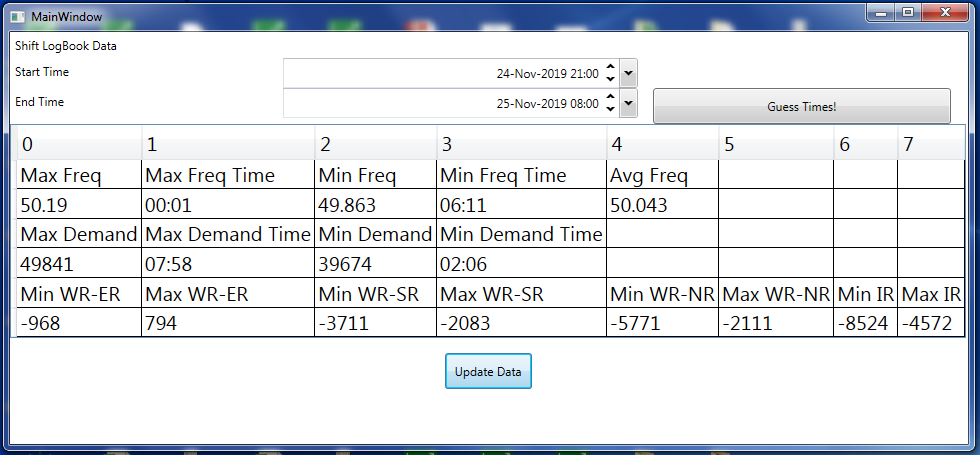 MainWindow
Shift LogBook Data
Start Time 24-Nov-2019 21:00
End Time 25-Nov-2019 08:00 Guess Times!
0 1 2 3 4 5 6 7
Max Freq Max Freq Time Min Freq Min Freq Time Avg Freq
50.19 00:01 49.863 06:11 50.043
Max Demand Max Demand Time Min Demand Min Demand Time
49841 07:58 39674 02:06
Min WR-ER Max WR-ER Min WR-SR Max WR-SR Min WR-NR Max WR-NR Min IR Max IR
-968 794 -3711 -2083 -5771 -2111 -8524 -4572
Update Data